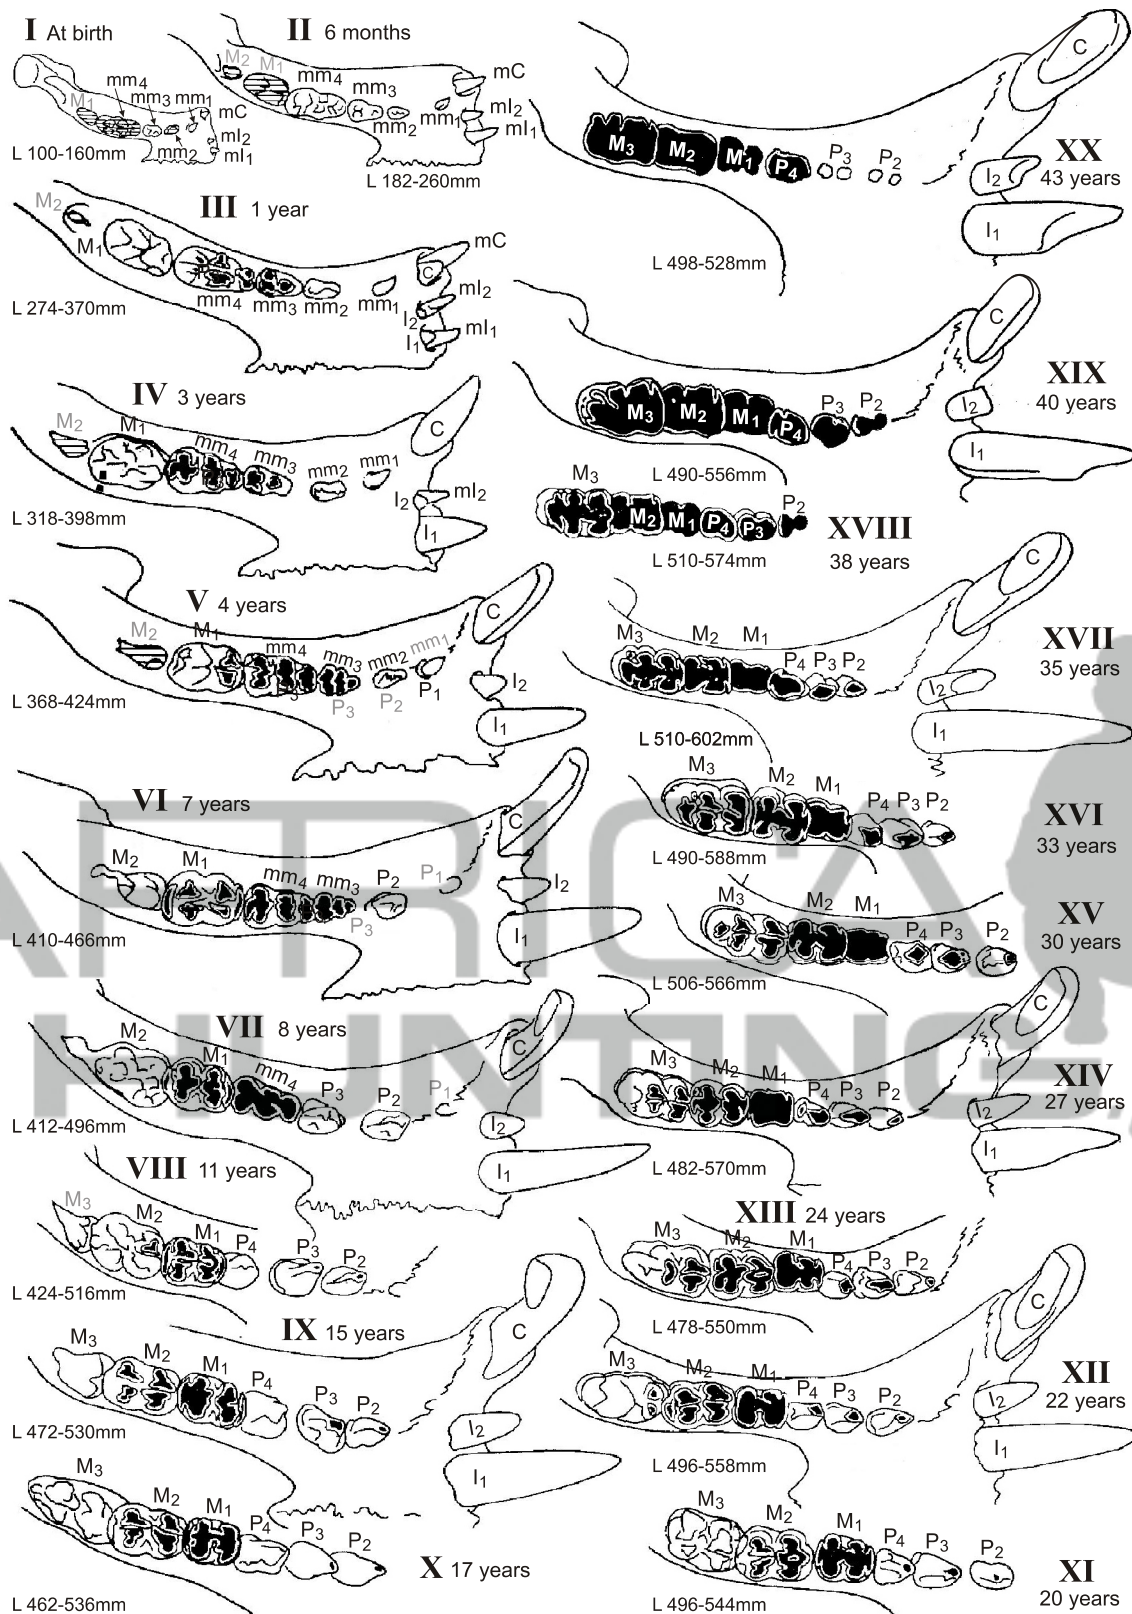 I At birth
M2
M1
mm4
mm3
mm1
mC
mI2
mI1
mm2
L 100-160mm
II 6 months
M2
M1
mm4
mm3
mm2
mm1
mC
mI2
mI1
L 182-260mm
III 1 year
M2
M1
mm4
mm3
mm2
mm1
mC
C
mI2
I2
I1
mI1
L 274-370mm
IV 3 years
M2
M1
mm4
mm3
mm2
mm1
C
I2
mI2
I1
L 318-398mm
V 4 years
M2
M1
mm4
mm3
mm2
mm1
3
P3
P2
P1
C
I2
I1
L 368-424mm
VI 7 years
M2
M1
mm4
mm3
P3
P2
P1
C
I2
I1
L 410-466mm
VII 8 years
M2
M1
mm4
P3
P2
P1
C
I2
I1
L 412-496mm
VIII 11 years
M3
M2
M1
P4
P3
P2
L 424-516mm
IX 15 years
M3
M2
M1
P4
P3
P2
C
I2
I1
L 472-530mm
M3
M2
M1
P4
P3
P2
X 17 years
L 462-536mm
C
M3
M2
M1
P4
P3
P2
I2
I1
XX
43 years
L 498-528mm
C
XIX
40 years
M3
M2
M1
P4
P3
P2
I2
I1
L 490-556mm
M3
M2
M1
P4
P3
P2
XVIII
38 years
L 510-574mm
C
M3
M2
M1
P4
P3
P2
I2
I1
XVII
35 years
L 510-602mm
M3
M2
M1
P4
P3
P2
XVI
33 years
L 490-588mm
M3
M2
M1
P4
P3
P2
XV
30 years
L 506-566mm
C
M3
M2
M1
P4
P3
P2
I2
I1
XIV
27 years
L 482-570mm
XIII 24 years
M3
M2
M1
P4
P3
P2
L 478-550mm
C
M3
M2
M1
P4
P3
P2
I2
I1
XII
22 years
L 496-558mm
M3
M2
M1
P4
P3
P2
XI
20 years
L 496-544mm
AFRICA
HUNTING